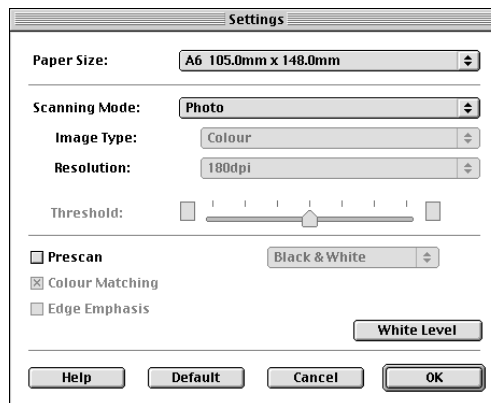 Settings
Paper Size: A6 105.0mm x 148.0mm
Scanning Mode: Photo
Image Type: Colour
Resolution: 180dpi
Threshold:
Prescan Black & White
Colour Matching
Edge Emphasis
White Level
Help Default Cancel OK